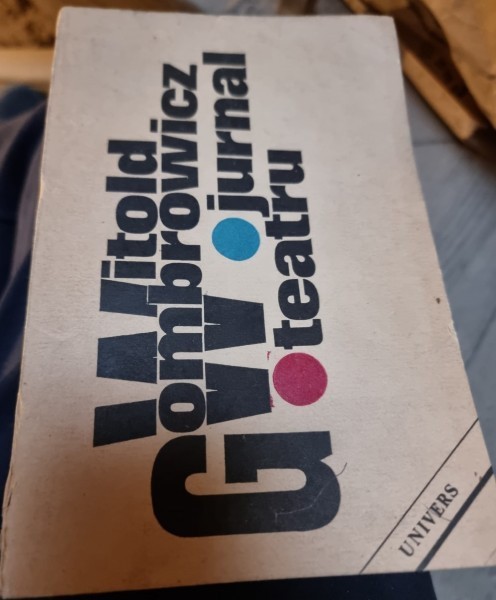 Witold
Gombrowicz
jurnal
teatru
UNIVERS